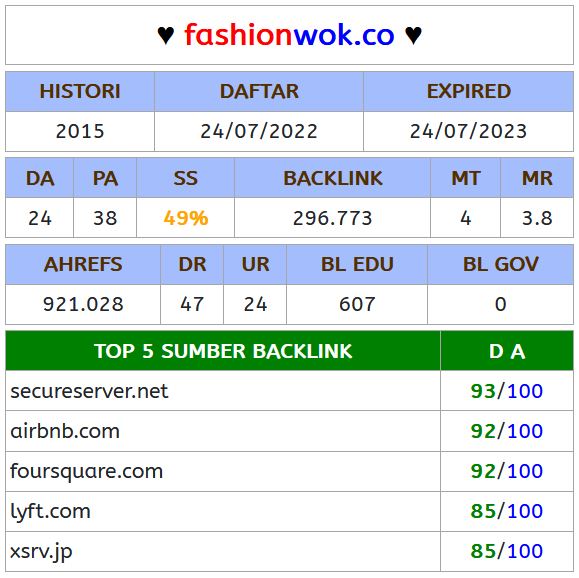 ♥ fashionwok.co ♥
HISTORI DAFTAR EXPIRED
2015 24/07/2022 24/07/2023
DA PA SS BACKLINK MT MR
24 38 49% 296.773 4 3.8
AHREFS DR UR BL EDU BL GOV
921.028 47 24 607 0
TOP 5 SUMBER BACKLINK D A
secureserver.net 93/100
airbnb.com 92/100
foursquare.com 92/100
lyft.com 85/100
xsrv.jp 85/100